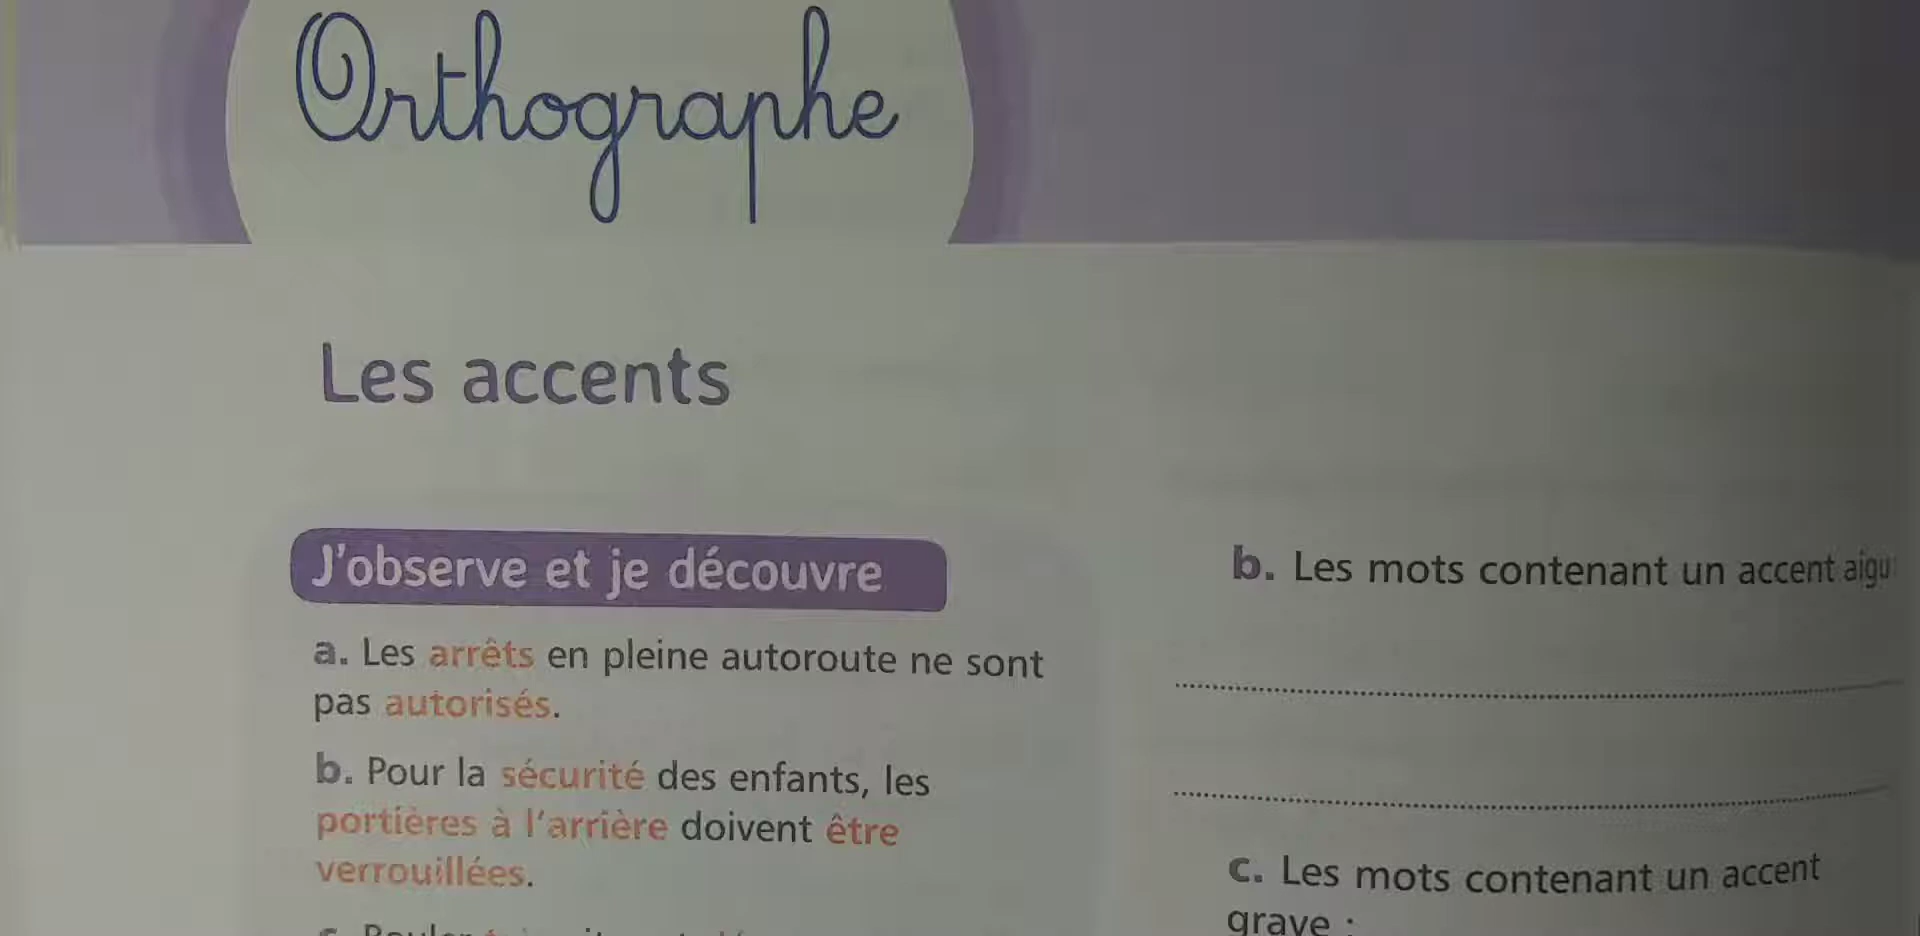 Orthographe
Les accents
J'observe et je découvre
a. Les arrêts en pleine autoroute ne sont
pas autorisés.
b. Pour la sécurité des enfants, les
portières à l'arrière doivent être
verrouillées.
b. Les mots contenant un accent aigu :
c. Les mots contenant un accent
grave :